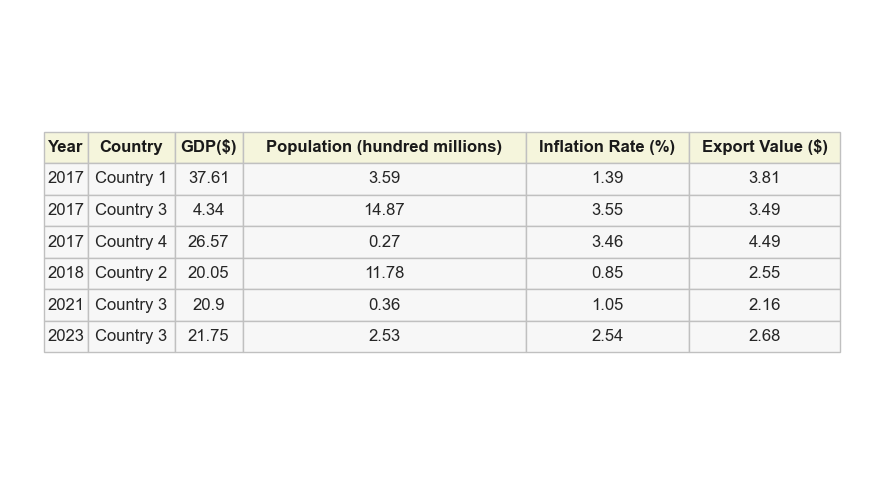 Year Country GDP($) Population (hundred millions) Inflation Rate (%) Export Value ($)
2017 Country 1 37.61 3.59 1.39 3.81
2017 Country 3 4.34 14.87 3.55 3.49
2017 Country 4 26.57 0.27 3.46 4.49
2018 Country 2 20.05 11.78 0.85 2.55
2021 Country 3 20.9 0.36 1.05 2.16
2023 Country 3 21.75 2.53 2.54 2.68